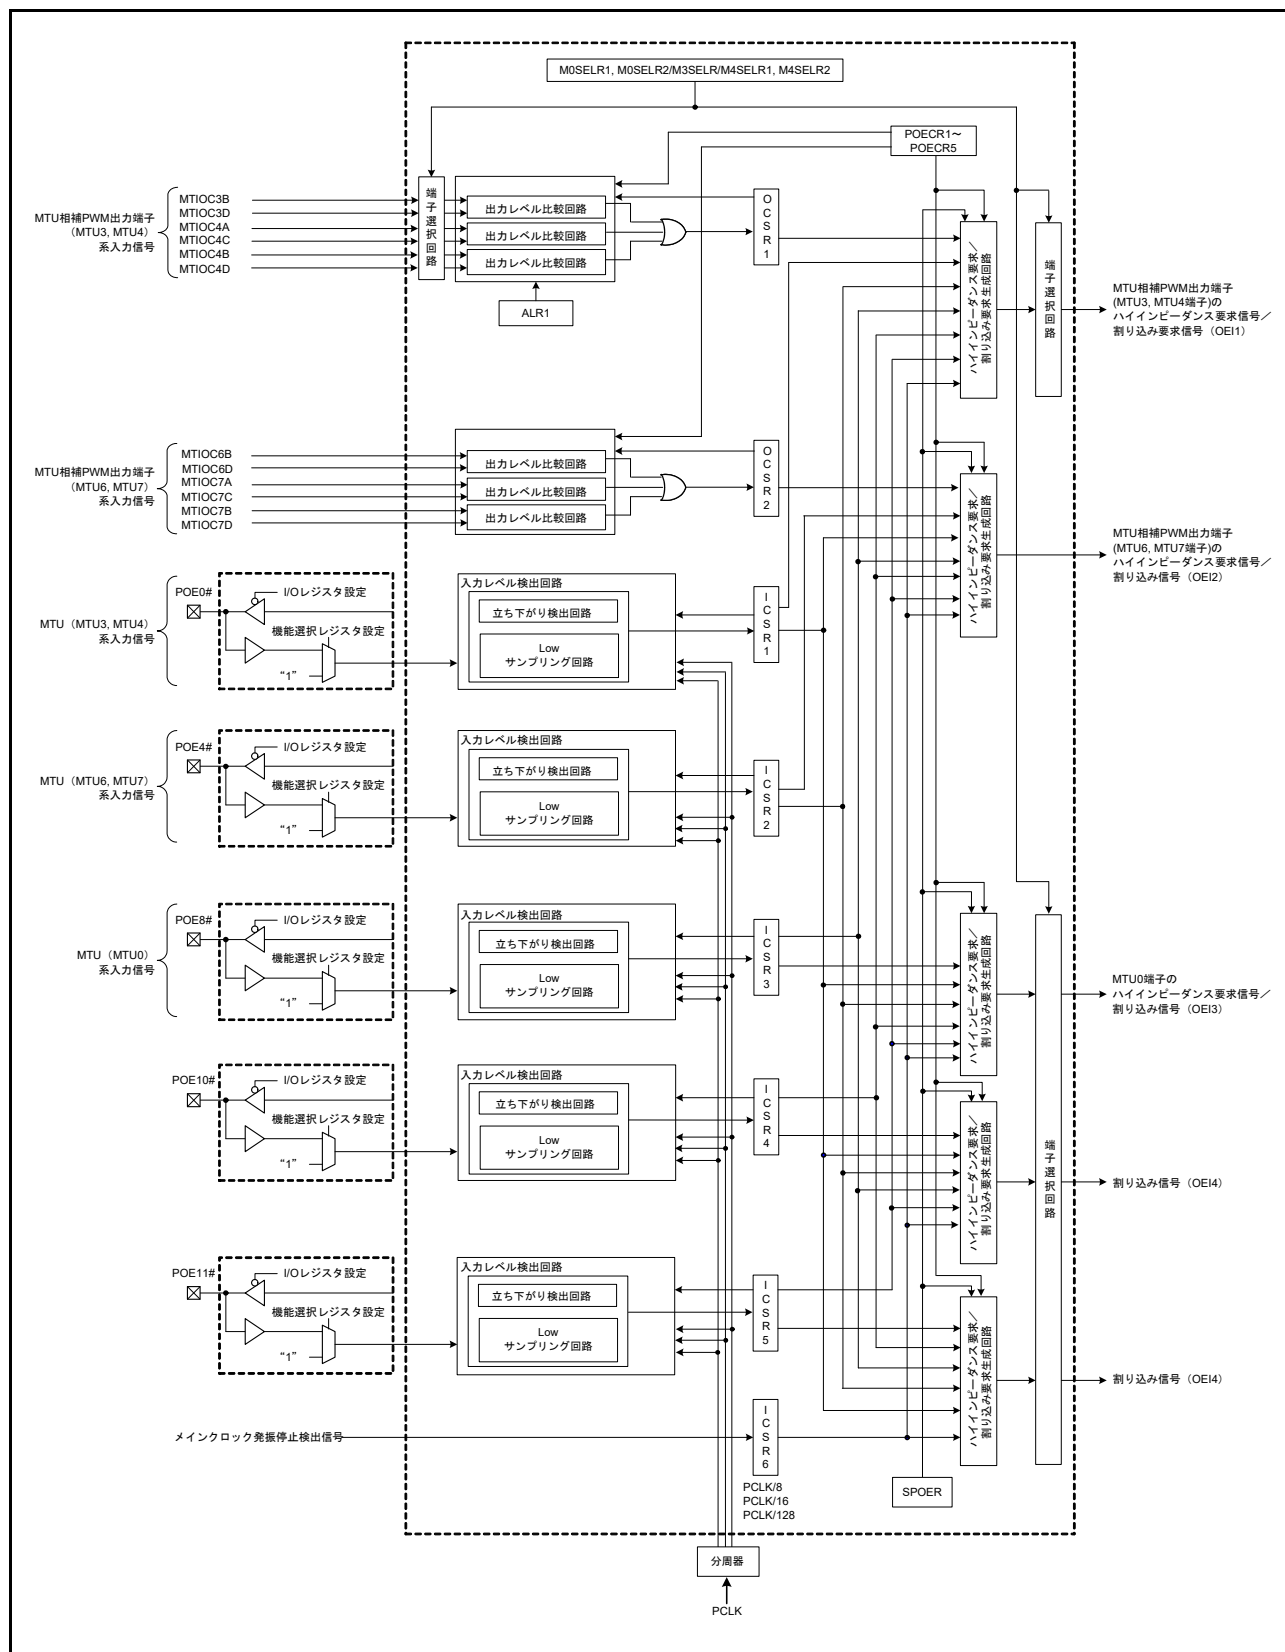 M0SELR1, M0SELR2/M3SELR/M4SELR1, M4SELR2
POECR1～
POECR5
MTU相補PWM出力端子
（MTU3, MTU4）
系入力信号
MTIOC3B
MTIOC3D
MTIOC4A
MTIOC4C
MTIOC4B
MTIOC4D
端子選択回路
出力レベル比較回路
出力レベル比較回路
出力レベル比較回路
ALR1
OCSR1
ハイインピーダンス要求／
割り込み要求生成回路
端子選択回路
MTU相補PWM出力端子
(MTU3, MTU4端子)の
ハイインピーダンス要求信号／
割り込み要求信号（OEI1）
MTU相補PWM出力端子
（MTU6, MTU7）
系入力信号
MTIOC6B
MTIOC6D
MTIOC7A
MTIOC7C
MTIOC7B
MTIOC7D
出力レベル比較回路
出力レベル比較回路
出力レベル比較回路
OCSR2
ハイインピーダンス要求／
割り込み要求生成回路
MTU相補PWM出力端子
(MTU6, MTU7端子)の
ハイインピーダンス要求信号／
割り込み信号（OEI2）
MTU（MTU3, MTU4）
系入力信号
POE0#
I/Oレジスタ設定
機能選択レジスタ設定
“1”
入力レベル検出回路
立ち下がり検出回路
Low
サンプリング回路
ICSR1
MTU（MTU6, MTU7）
系入力信号
POE4#
I/Oレジスタ設定
機能選択レジスタ設定
“1”
入力レベル検出回路
立ち下がり検出回路
Low
サンプリング回路
ICSR2
MTU（MTU0）
系入力信号
POE8#
I/Oレジスタ設定
機能選択レジスタ設定
“1”
入力レベル検出回路
立ち下がり検出回路
Low
サンプリング回路
ICSR3
ハイインピーダンス要求／
割り込み要求生成回路
MTU0端子の
ハイインピーダンス要求信号／
割り込み信号（OEI3）
POE10#
I/Oレジスタ設定
機能選択レジスタ設定
“1”
入力レベル検出回路
立ち下がり検出回路
Low
サンプリング回路
ICSR4
ハイインピーダンス要求／
割り込み要求生成回路
端子選択回路
割り込み信号（OEI4）
POE11#
I/Oレジスタ設定
機能選択レジスタ設定
“1”
入力レベル検出回路
立ち下がり検出回路
Low
サンプリング回路
ICSR5
ハイインピーダンス要求／
割り込み要求生成回路
割り込み信号（OEI4）
メインクロック発振停止検出信号
ICSR6
PCLK/8
PCLK/16
PCLK/128
SPOER
分周器
PCLK